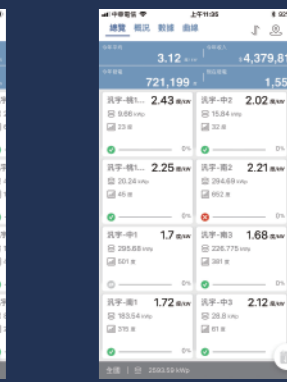 中華電信 上午11:35
總覽 概況 數據 曲線
3.12 4,379,81
721,199 1,55
汎宇-桃1... 2.43 度/kW 汎宇-中2 2.02 度/kW
9.66 kWp 15.84 kWp
23 度 32 度
0% 0%
汎宇-桃1... 2.25 度/kW 汎宇-南2 2.21 度/kW
20.24 kWp 294.69 kWp
45 度 652 度
0% 0%
汎宇-中1 1.7 度/kW 汎宇-南3 1.68 度/kW
295.68 kWp 226.775 kWp
501 度 381 度
0% 0%
汎宇-南1 1.72 度/kW 汎宇-中3 2.12 度/kW
183.54 kWp 28.8 kWp
315 度 61 度
0%
全國 | 2593.59 kWp